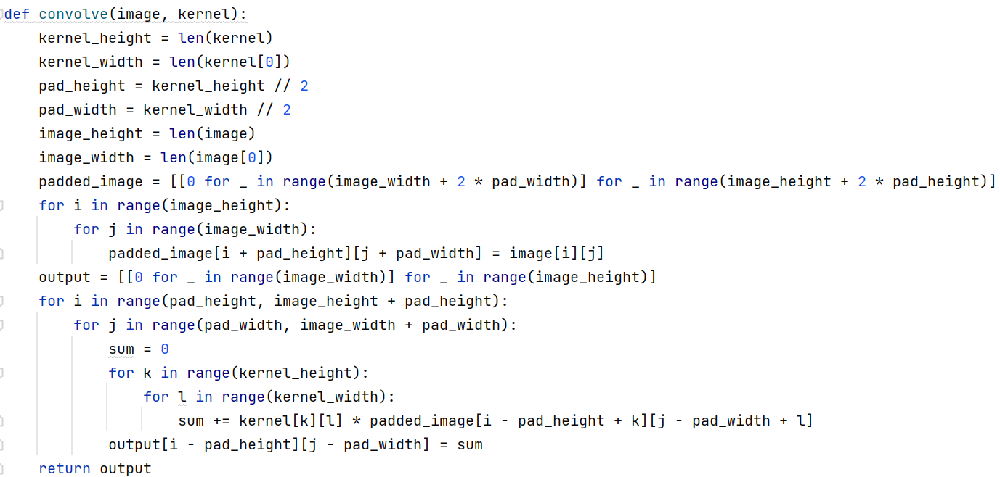 def convolve(image, kernel):
    kernel_height = len(kernel)
    kernel_width = len(kernel[0])
    pad_height = kernel_height // 2
    pad_width = kernel_width // 2
    image_height = len(image)
    image_width = len(image[0])
    padded_image = [[0 for _ in range(image_width + 2 * pad_width)] for _ in range(image_height + 2 * pad_height)]
    for i in range(image_height):
        for j in range(image_width):
            padded_image[i + pad_height][j + pad_width] = image[i][j]
    output = [[0 for _ in range(image_width)] for _ in range(image_height)]
    for i in range(pad_height, image_height + pad_height):
        for j in range(pad_width, image_width + pad_width):
            sum = 0
            for k in range(kernel_height):
                for l in range(kernel_width):
                    sum += kernel[k][l] * padded_image[i - pad_height + k][j - pad_width + l]
            output[i - pad_height][j - pad_width] = sum
    return output